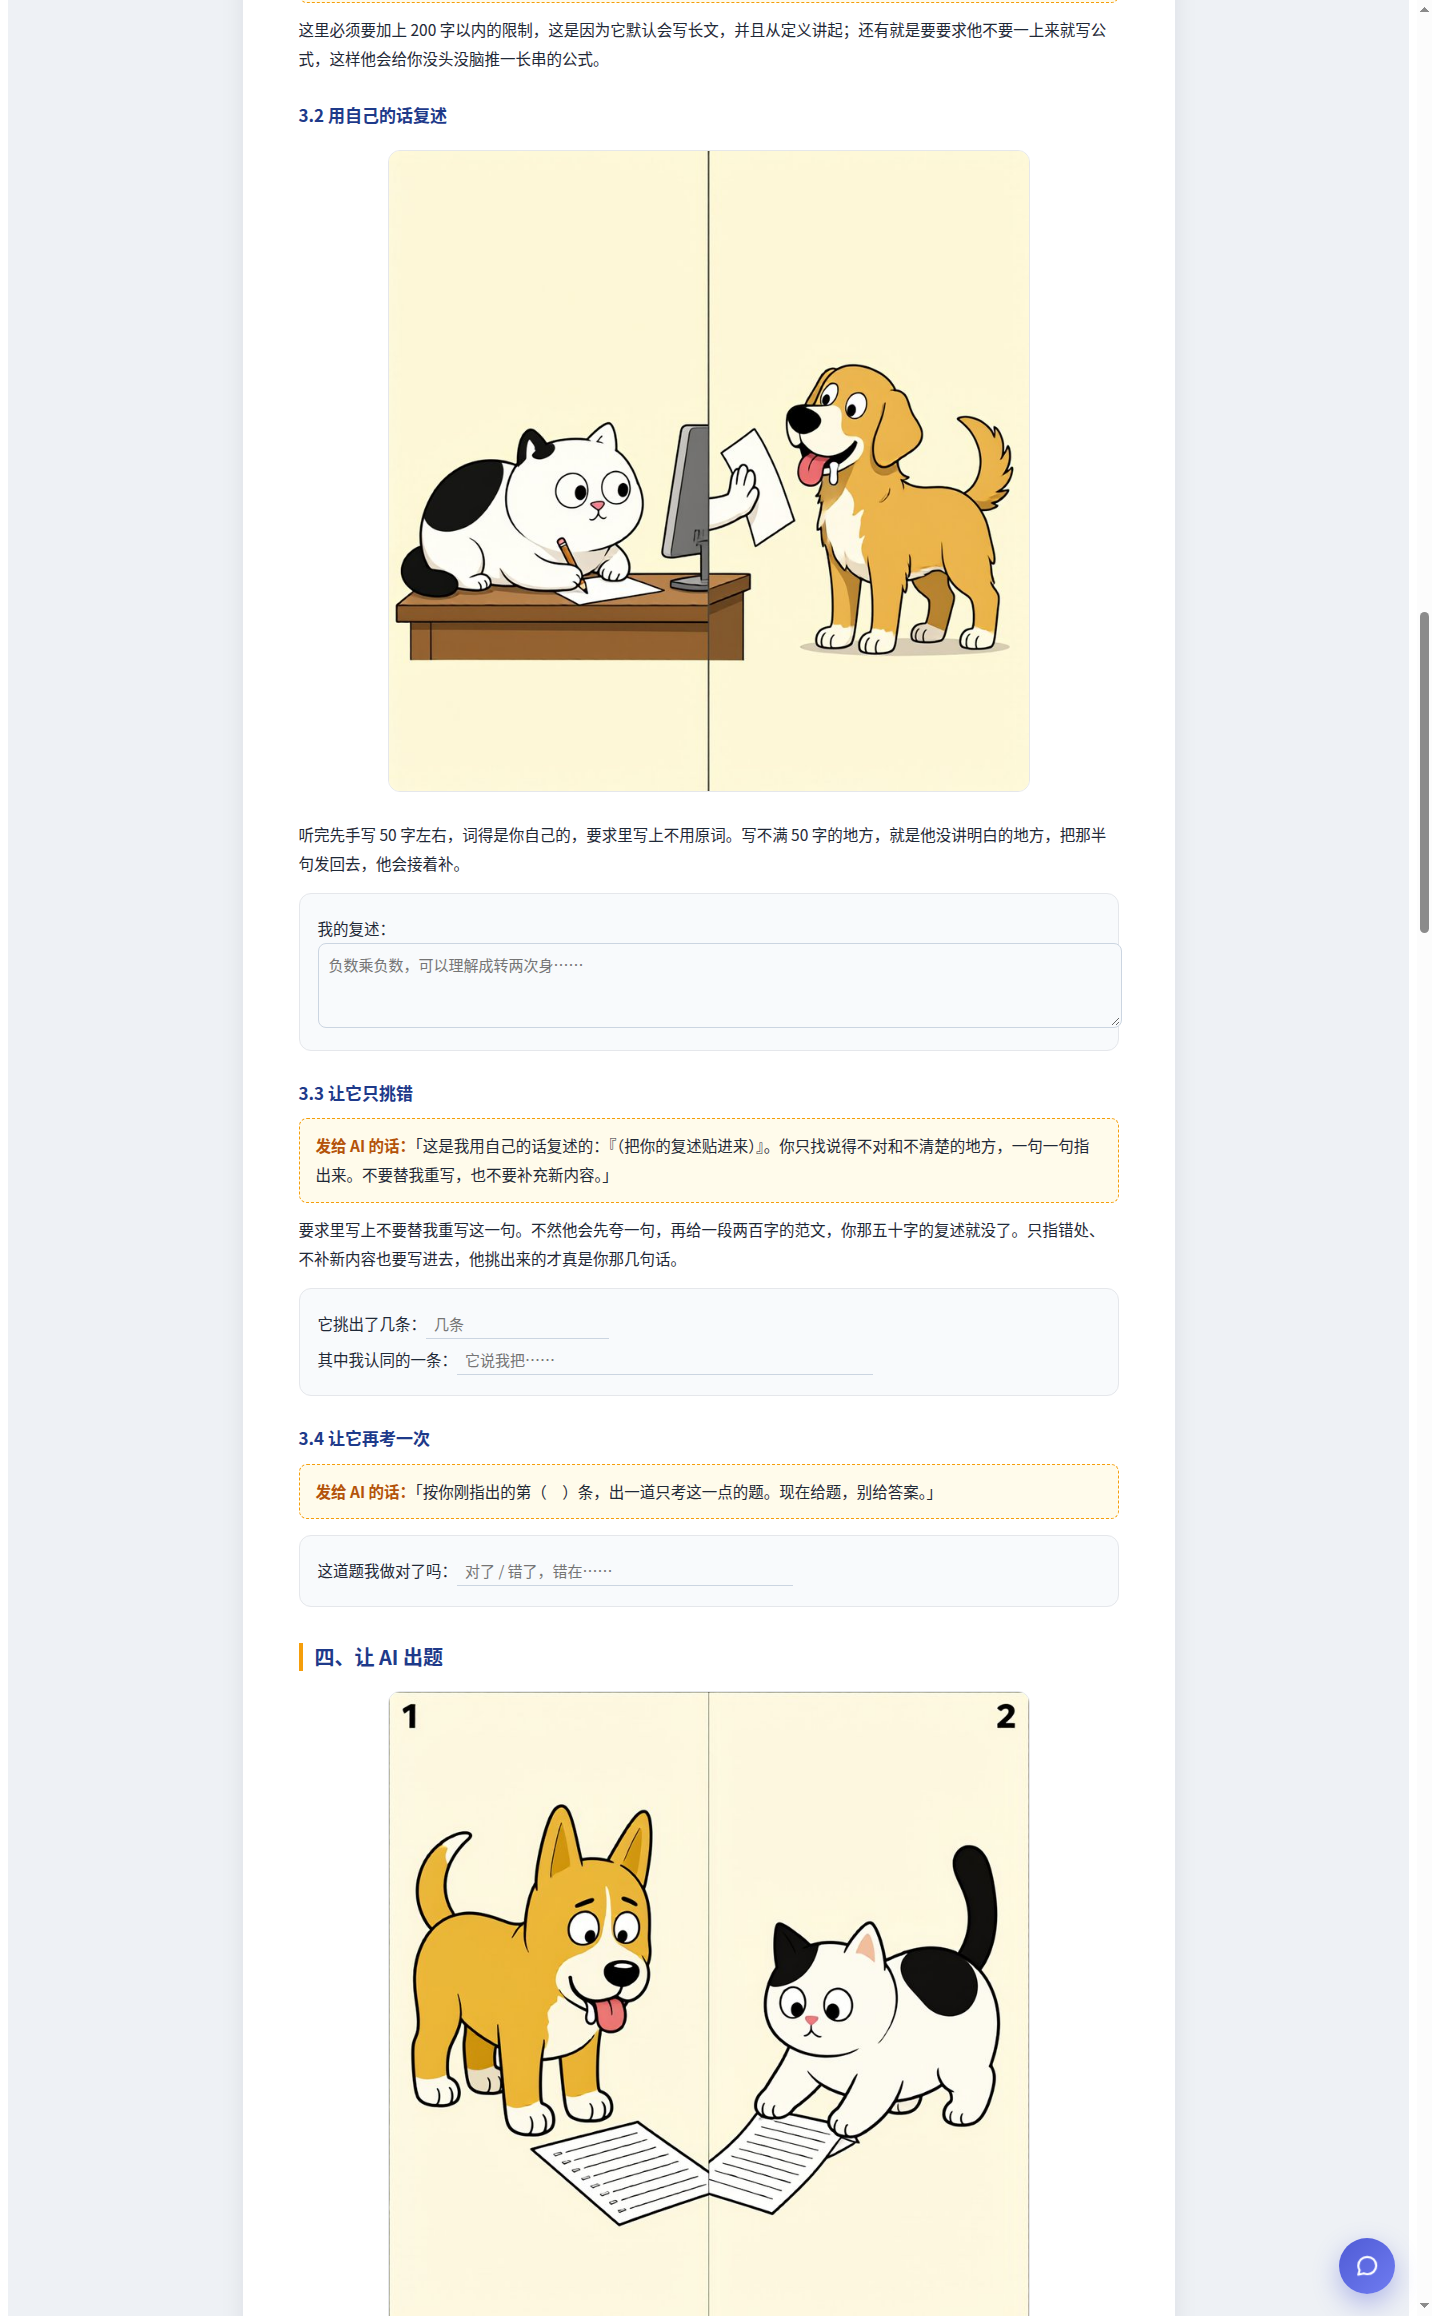 这里必须要加上 200 字以内的限制，这是因为它默认会写长文，并且从定义讲起；还有就是要要求他不要一上来就写公
式，这样他会给你没头没脑推一长串的公式。
3.2 用自己的话复述
听完先手写 50 字左右，词得是你自己的，要求里写上不用原词。写不满 50 字的地方，就是他没讲明白的地方，把那半
句发回去，他会接着补。
我的复述：
负数乘负数，可以理解成转两次身……
3.3 让它只挑错
发给 AI 的话：「这是我用自己的话复述的：『（把你的复述贴进来）』。你只找说得不对和不清楚的地方，一句一句指
出来。不要替我重写，也不要补充新内容。」
要求里写上不要替我重写这一句。不然他会先夸一句，再给一段两百字的范文，你那五十字的复述就没了。只指错处、
不补新内容也要写进去，他挑出来的才真是你那几句话。
它挑出了几条： 几条
其中我认同的一条： 它说我把……
3.4 让它再考一次
发给 AI 的话：「按你刚指出的第（　）条，出一道只考这一点的题。现在给题，别给答案。」
这道题我做对了吗： 对了 / 错了，错在……
四、让 AI 出题
1
2